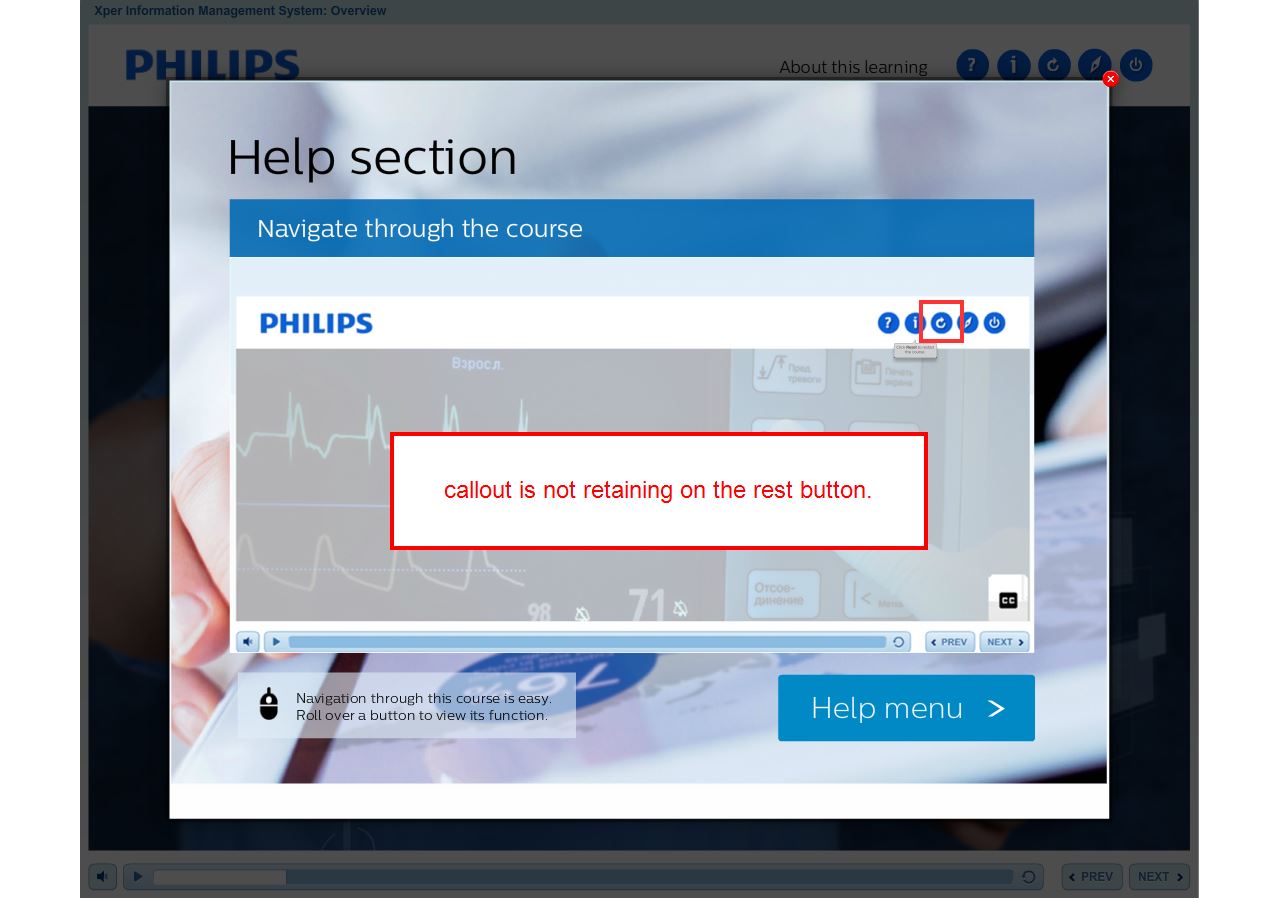 Xper Information Management System: Overview
PHILIPS
About this learning
Help section
Navigate through the course
PHILIPS
Click Reset to restart
the course.
Взросл.
Пред.
тревоги
Печать
экрана
callout is not retaining on the rest button.
Отсое-
динение
98
71
CC
PREV
NEXT
76%
Navigation through this course is easy.
Roll over a button to view its function.
Help menu >
PREV
NEXT